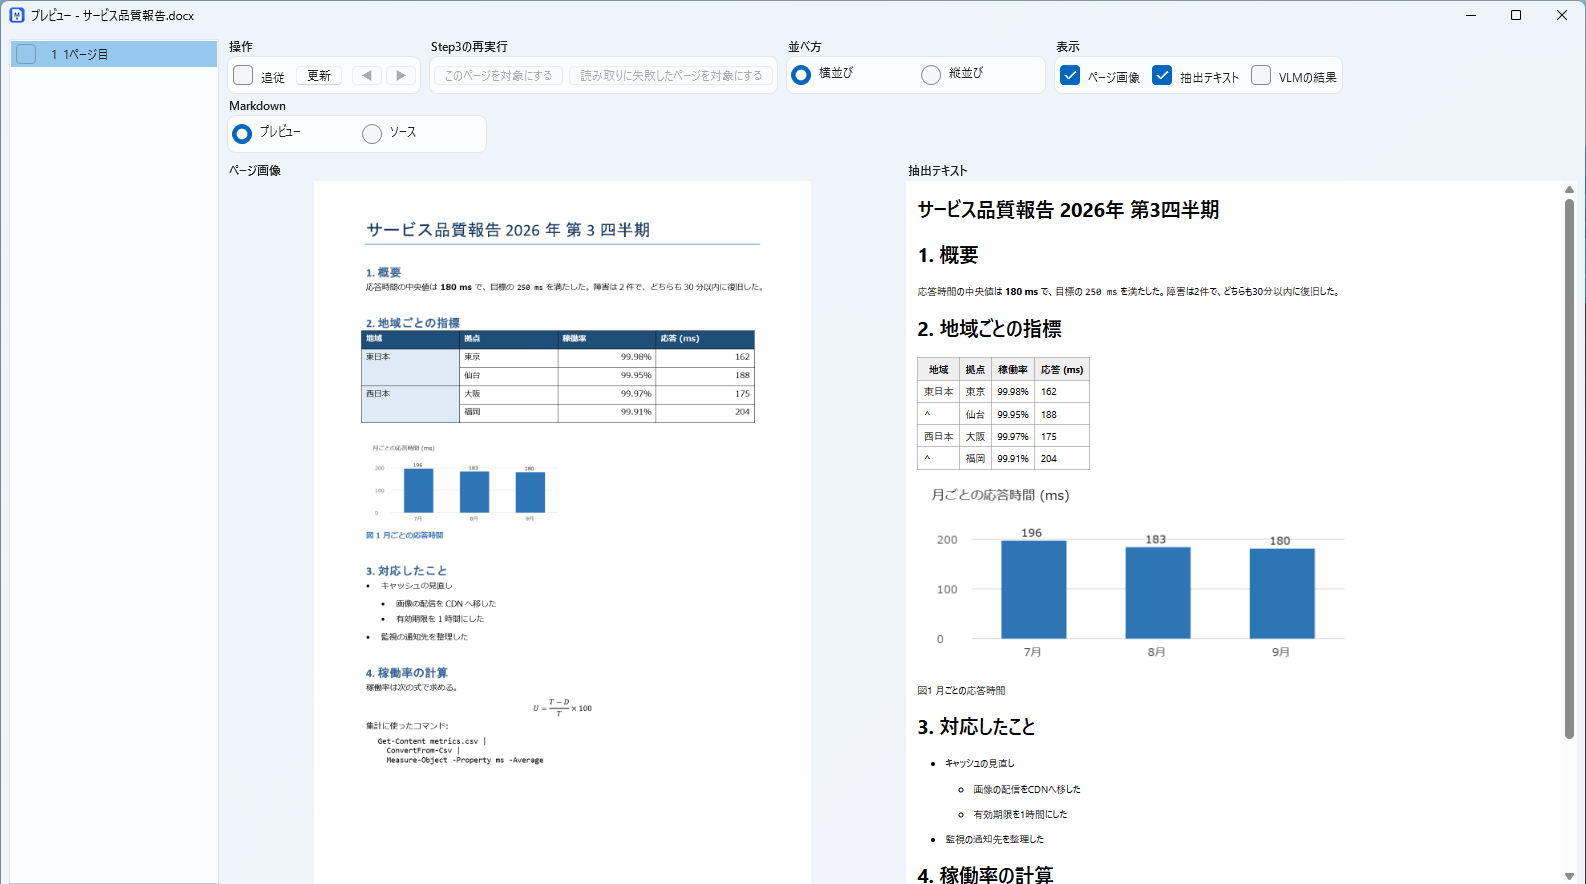 プレビュー - サービス品質報告.docx
1 1ページ目
操作
追従 更新 ◀ ▶
Step3の再実行
このページを対象にする 読み取りに失敗したページを対象にする
並べ方
横並び 縦並び
表示
ページ画像 抽出テキスト VLMの結果
Markdown
プレビュー ソース
ページ画像
サービス品質報告 2026 年 第 3 四半期
1. 概要
応答時間の中央値は 180 ms で、目標の 250 ms を満たした。障害は 2 件で、どちらも 30 分以内に復旧した。
2. 地域ごとの指標
地域 拠点 稼働率 応答 (ms)
東日本 東京 99.98% 162
仙台 99.95% 188
西日本 大阪 99.97% 175
福岡 99.91% 204
月ごとの応答時間 (ms)
196 183 180
200
100
0
7月 8月 9月
図 1 月ごとの応答時間
3. 対応したこと
• キャッシュの見直し
• 画像の配信を CDN へ移した
• 有効期限を 1 時間にした
• 監視の通知先を整理した
4. 稼働率の計算
稼働率は次の式で求める。
U = (T − D)/T × 100
集計に使ったコマンド:
Get-Content metrics.csv |
ConvertFrom-Csv |
Measure-Object -Property ms -Average
抽出テキスト
サービス品質報告 2026年 第3四半期
1. 概要
応答時間の中央値は 180 ms で、目標の 250 ms を満たした。障害は2件で、どちらも30分以内に復旧した。
2. 地域ごとの指標
地域 拠点 稼働率 応答 (ms)
東日本 東京 99.98% 162
^ 仙台 99.95% 188
西日本 大阪 99.97% 175
^ 福岡 99.91% 204
月ごとの応答時間 (ms)
196 183 180
200
100
0
7月 8月 9月
図1 月ごとの応答時間
3. 対応したこと
• キャッシュの見直し
○ 画像の配信をCDNへ移した
○ 有効期限を1時間にした
• 監視の通知先を整理した
4. 稼働率の計算